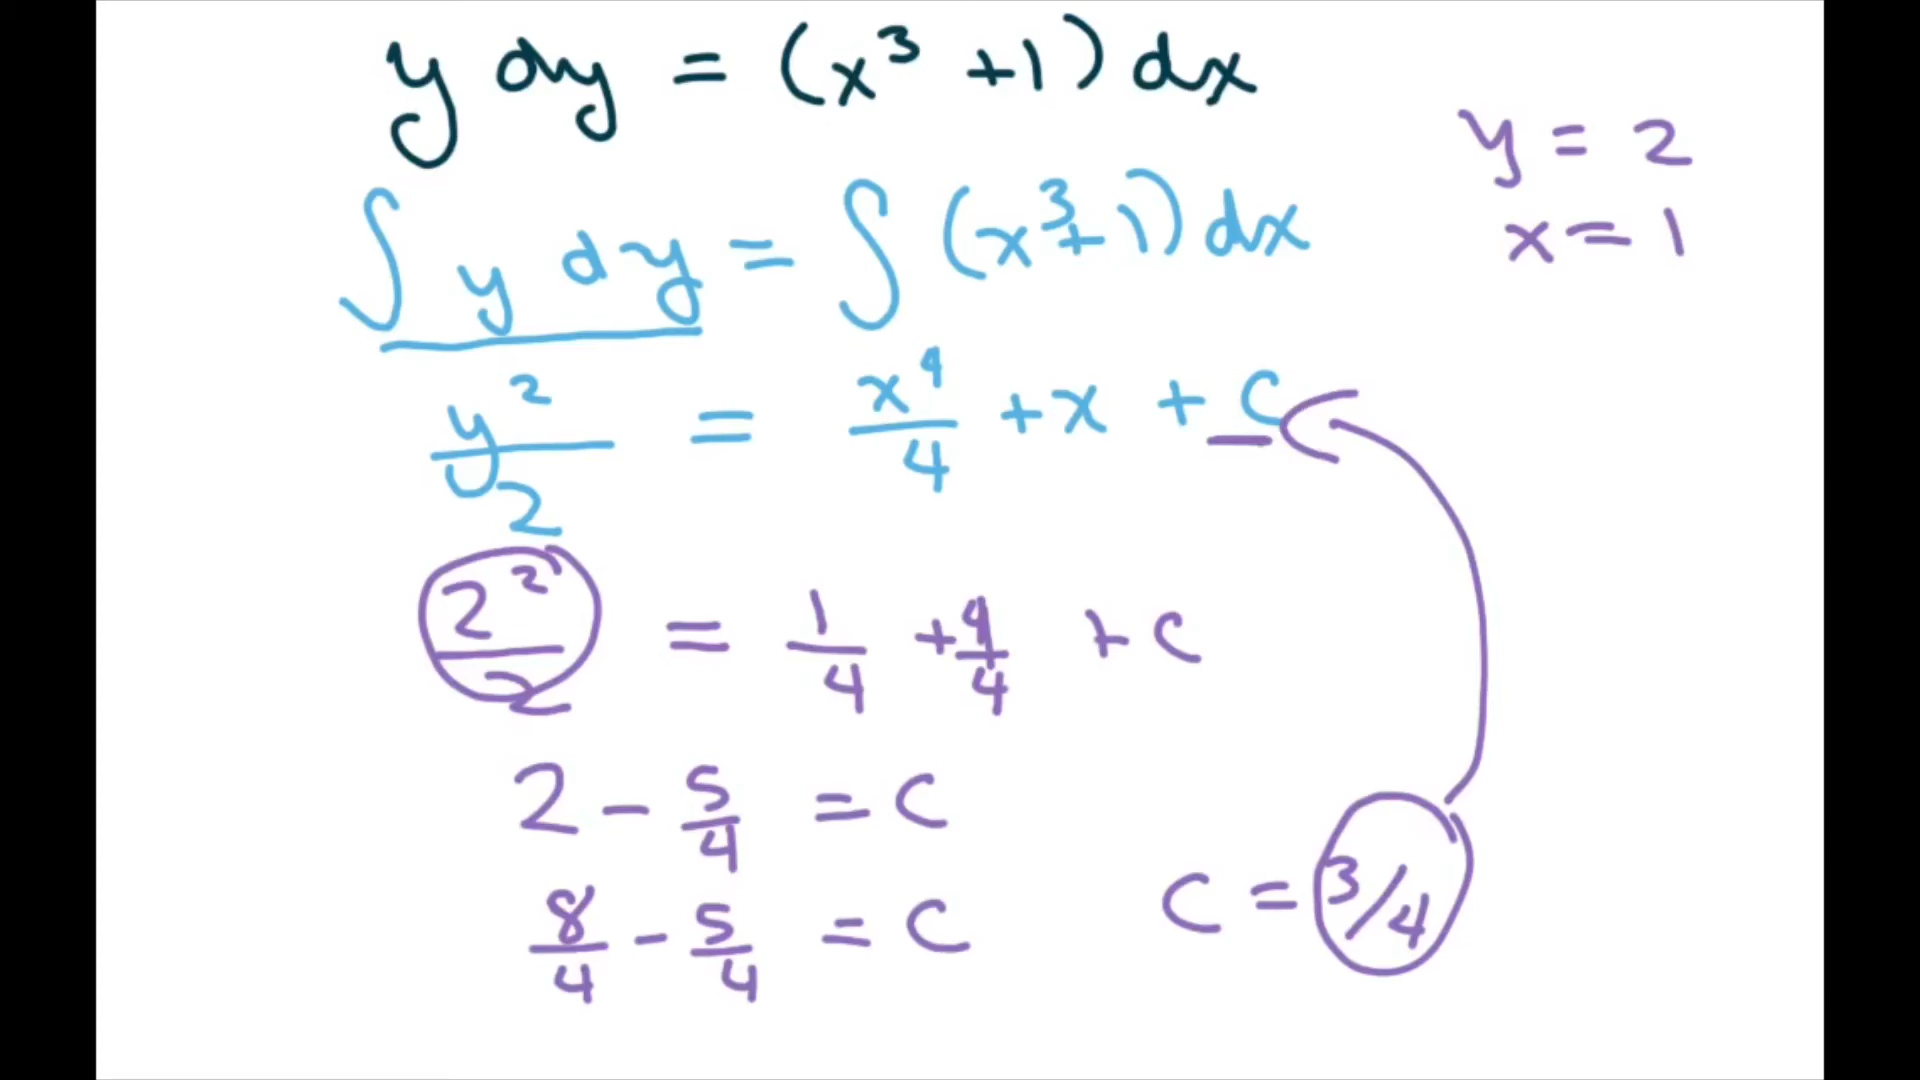 y dy = (x³ + 1) dx
y = 2
x = 1
∫ y dy = ∫ (x³ + 1) dx
y²/2 = x⁴/4 + x + C
2²/2 = 1/4 + 4/4 + C
2 - 5/4 = C
8/4 - 5/4 = C
C = 3/4